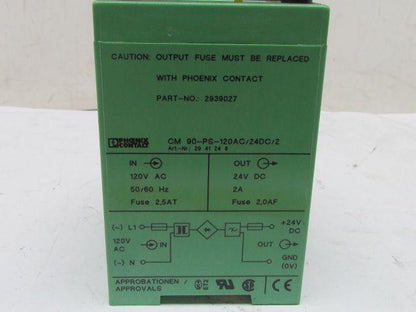 CAUTION: OUTPUT FUSE MUST BE REPLACED
WITH PHOENIX CONTACT
PART-NO.: 2939027
PHOENIX CONTACT
CM 90-PS-120AC/24DC/2
Art.-Nr.: 29 41 24 8
IN
120V AC
50/60 Hz
Fuse 2,5AT
OUT
24V DC
2A
Fuse 2,0AF
(~) L1
120V AC
IN
(~) N
+24V DC
OUT
GND (0V)
APPROBATIONEN /
APPROVALS
CE